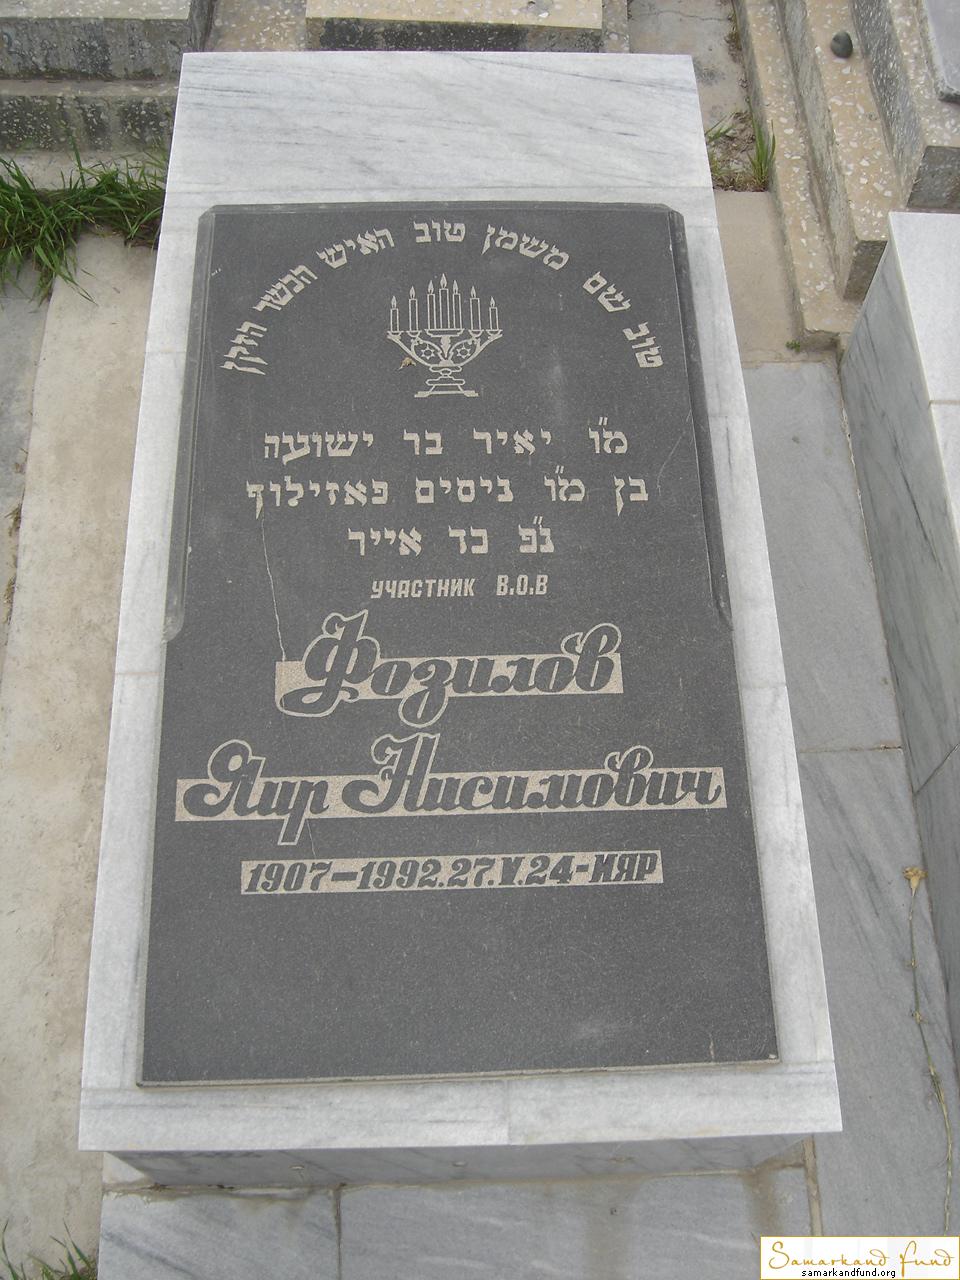 טוב שם משמן טוב האיש הכשר הזקן
מ"ו יאיר בר ישועה
בן מ"ו ניסים פאזילוף
נ"פ כד אייר
УЧАСТНИК В.О.В
Фозилов
Яир Нисимович
1907-1992.27.V.24-ИЯР
Samarkand fund
samarkandfund.org